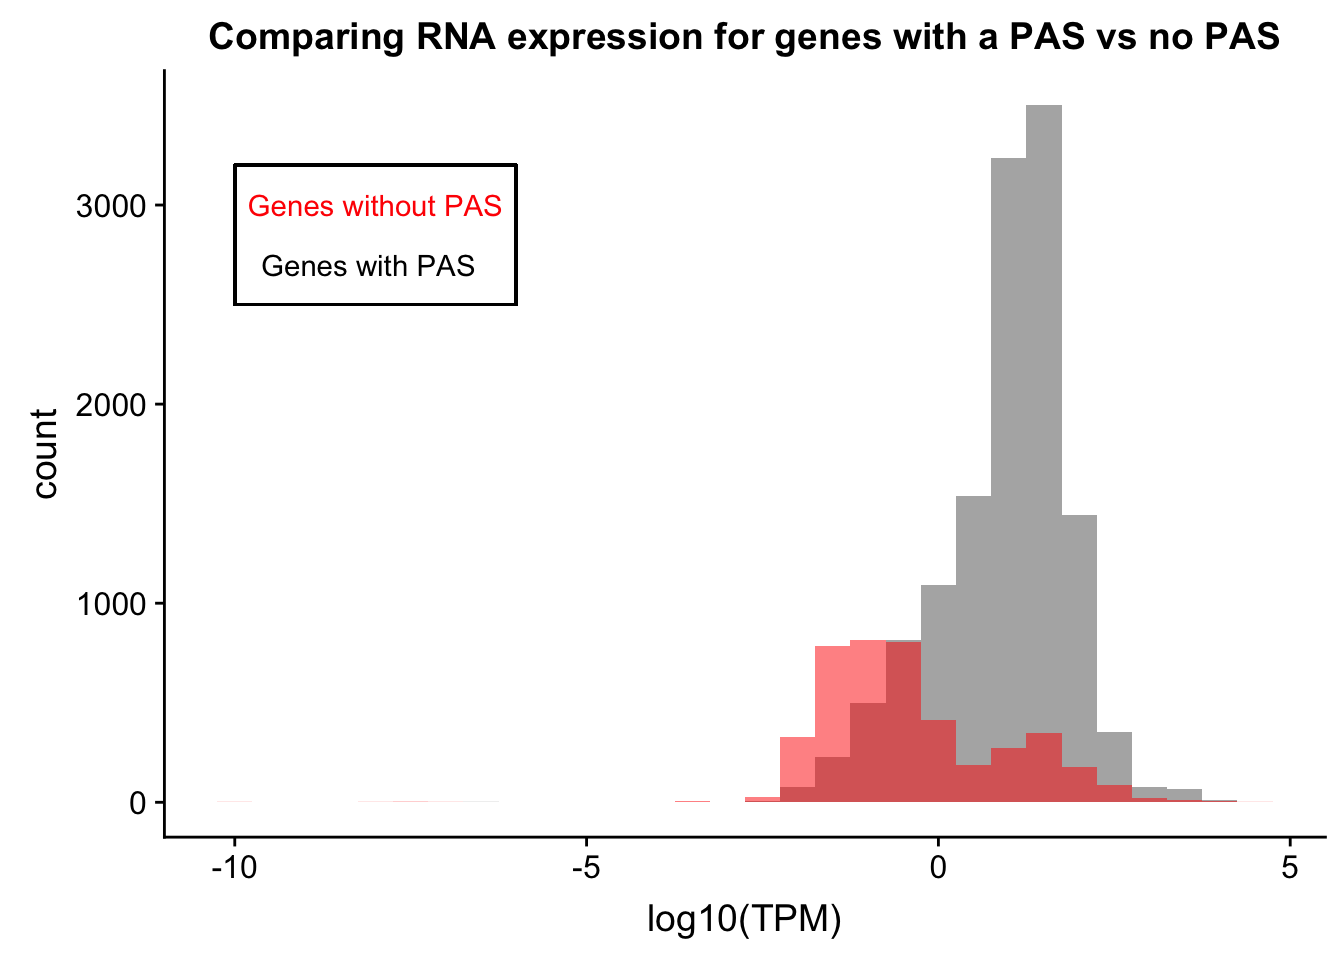 Comparing RNA expression for genes with a PAS vs no PAS
3000
2000
1000
0
count
Genes without PAS
Genes with PAS
-10
-5
0
5
log10(TPM)